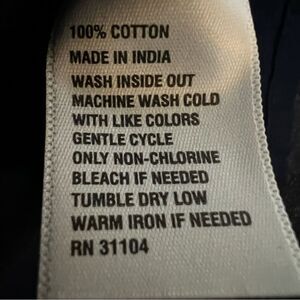 100% COTTON
MADE IN INDIA
WASH INSIDE OUT
MACHINE WASH COLD
WITH LIKE COLORS
GENTLE CYCLE
ONLY NON-CHLORINE
BLEACH IF NEEDED
TUMBLE DRY LOW
WARM IRON IF NEEDED
RN 31104